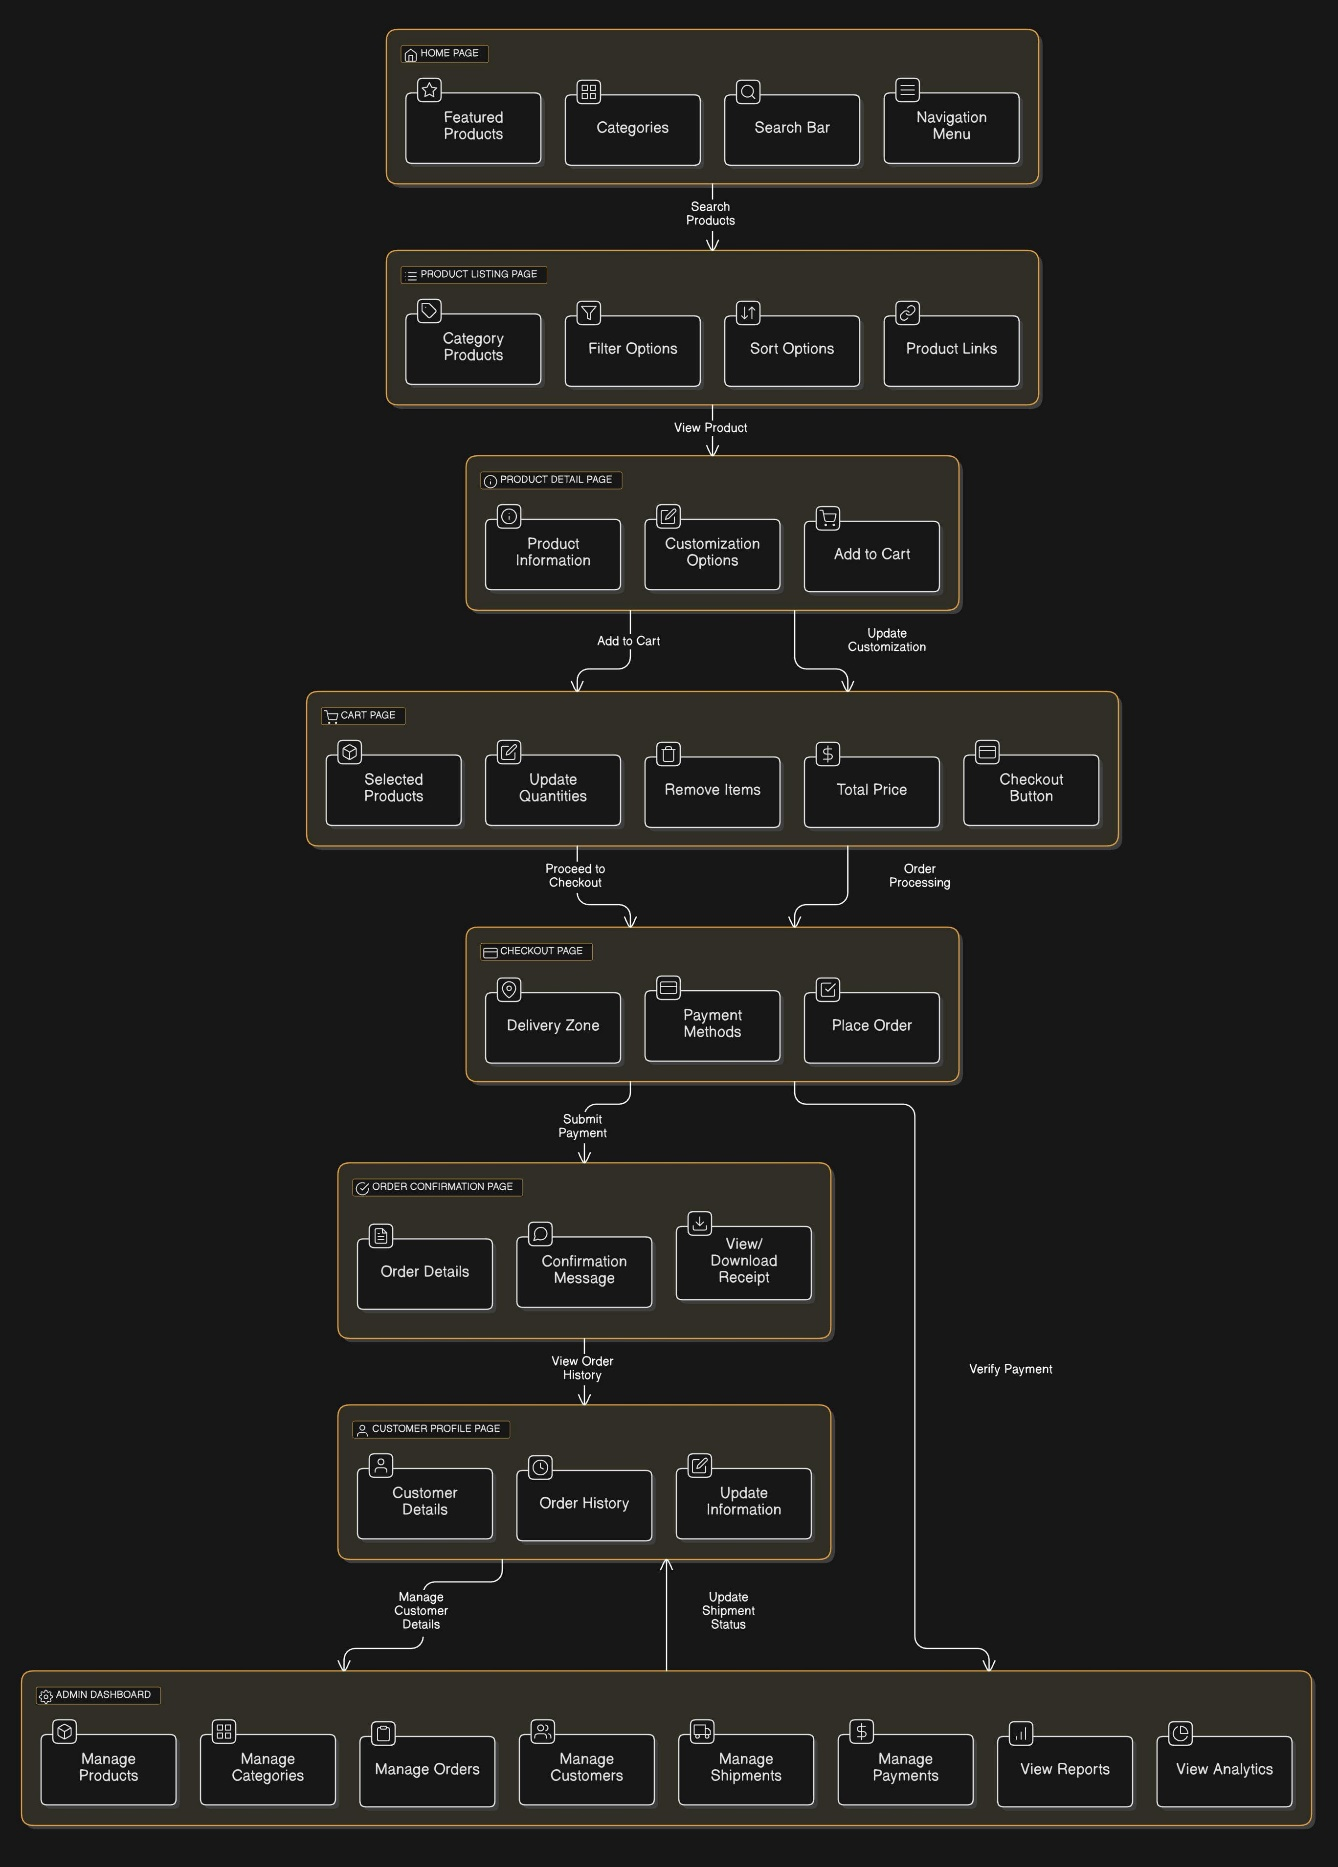 HOME PAGE
Featured
Products
Categories
Search Bar
Navigation
Menu
Search
Products
PRODUCT LISTING PAGE
Category
Products
Filter Options
Sort Options
Product Links
View Product
PRODUCT DETAIL PAGE
Product
Information
Customization
Options
Add to Cart
Add to Cart
Update
Customization
CART PAGE
Selected
Products
Update
Quantities
Remove Items
Total Price
Checkout
Button
Proceed to
Checkout
Order
Processing
CHECKOUT PAGE
Delivery Zone
Payment
Methods
Place Order
Submit
Payment
ORDER CONFIRMATION PAGE
Order Details
Confirmation
Message
View/
Download
Receipt
View Order
History
Verify Payment
CUSTOMER PROFILE PAGE
Customer
Details
Order History
Update
Information
Manage
Customer
Details
Update
Shipment
Status
ADMIN DASHBOARD
Manage
Products
Manage
Categories
Manage Orders
Manage
Customers
Manage
Shipments
Manage
Payments
View Reports
View Analytics